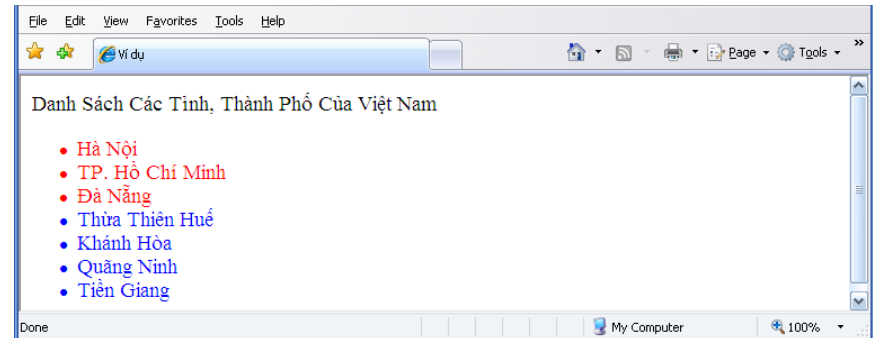 File Edit View Favorites Tools Help
Ví dụ Page Tools »
Danh Sách Các Tỉnh, Thành Phố Của Việt Nam
• Hà Nội
• TP. Hồ Chí Minh
• Đà Nẵng
• Thừa Thiên Huế
• Khánh Hòa
• Quãng Ninh
• Tiền Giang
Done My Computer 100%